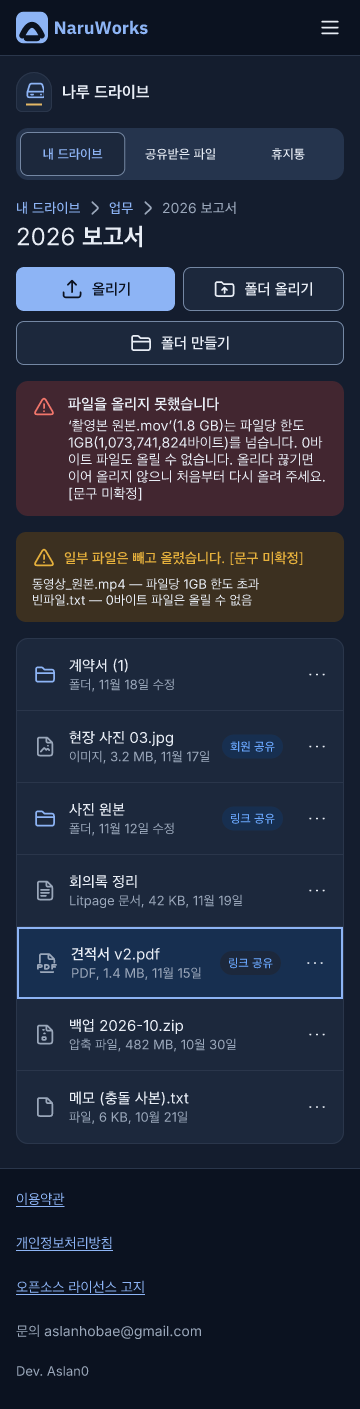 NaruWorks
나루 드라이브
내 드라이브 공유받은 파일 휴지통
내 드라이브 > 업무 > 2026 보고서
2026 보고서
올리기 폴더 올리기
폴더 만들기
파일을 올리지 못했습니다
‘촬영본 원본.mov’(1.8 GB)는 파일당 한도
1GB(1,073,741,824바이트)를 넘습니다. 0바
이트 파일도 올릴 수 없습니다. 올리다 끊기면
이어 올리지 않으니 처음부터 다시 올려 주세요.
[문구 미확정]
일부 파일은 빼고 올렸습니다. [문구 미확정]
동영상_원본.mp4 — 파일당 1GB 한도 초과
빈파일.txt — 0바이트 파일은 올릴 수 없음
계약서 (1)
폴더, 11월 18일 수정
현장 사진 03.jpg
이미지, 3.2 MB, 11월 17일
회원 공유
사진 원본
폴더, 11월 12일 수정
링크 공유
회의록 정리
Litpage 문서, 42 KB, 11월 19일
PDF
견적서 v2.pdf
PDF, 1.4 MB, 11월 15일
링크 공유
백업 2026-10.zip
압축 파일, 482 MB, 10월 30일
메모 (충돌 사본).txt
파일, 6 KB, 10월 21일
이용약관
개인정보처리방침
오픈소스 라이선스 고지
문의 aslanhobae@gmail.com
Dev. Aslan0